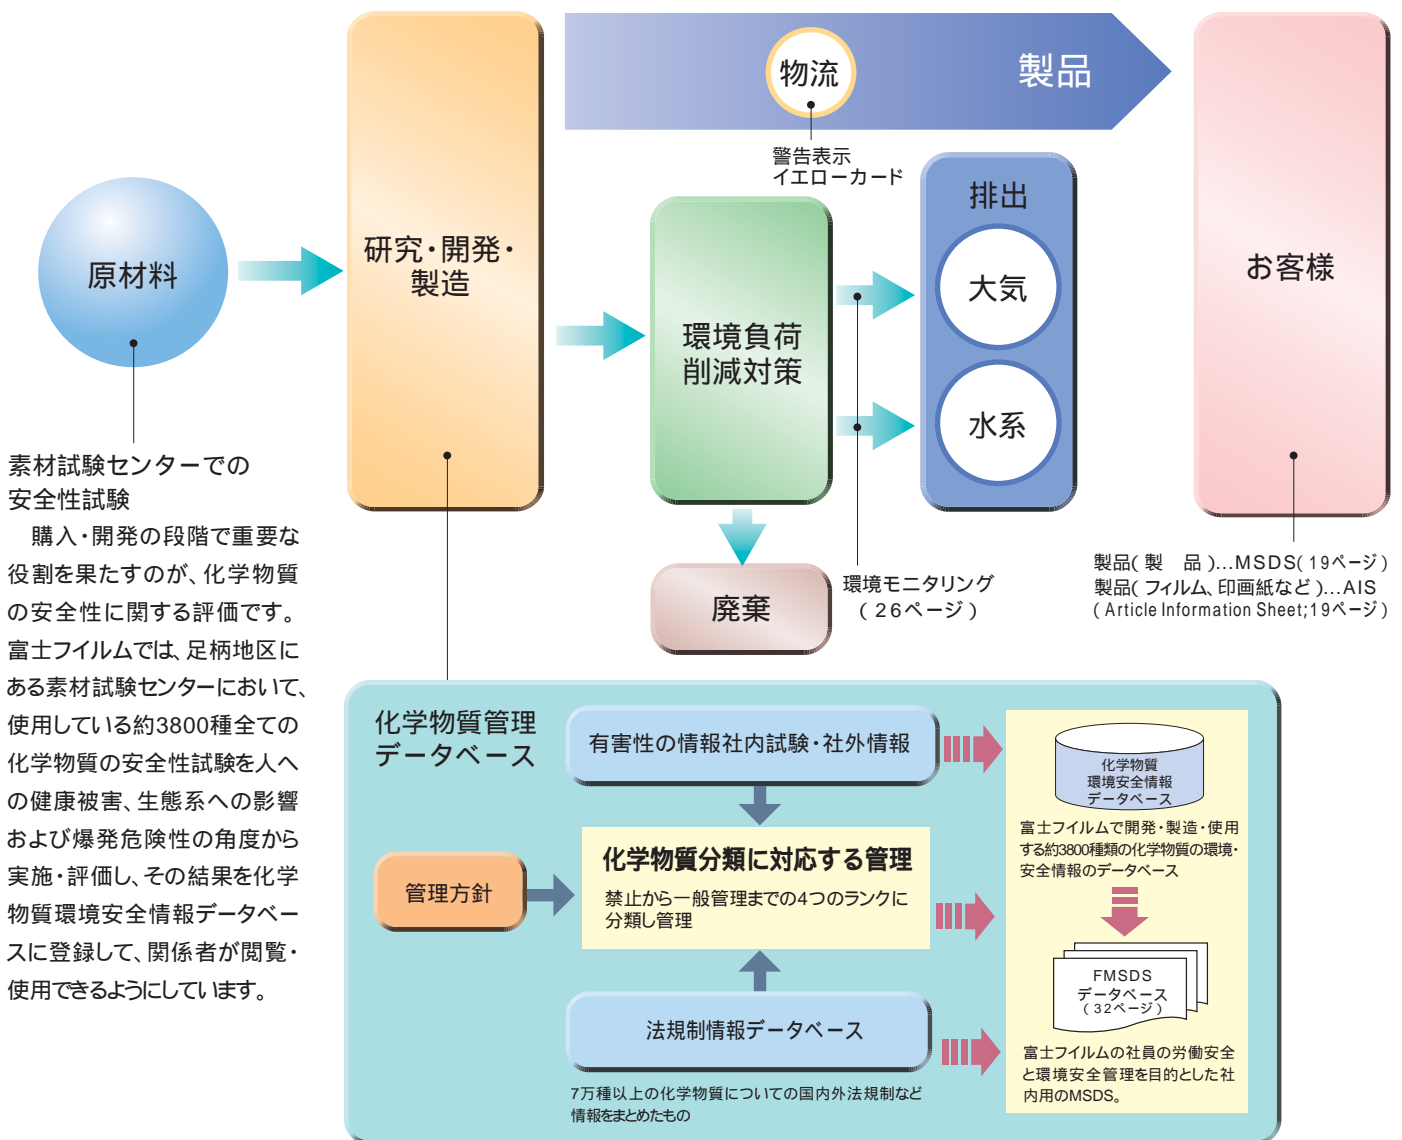 物流
製品
警告表示
イエローカード
原材料
研究・開発・
製造
環境負荷
削減対策
排出
大気
水系
お客様
廃棄
環境モニタリング
(26ページ)
製品(製　品)...MSDS(19ページ)
製品(フィルム、印画紙など)...AIS
(Article Information Sheet;19ページ)
素材試験センターでの
安全性試験
　購入・開発の段階で重要な
役割を果たすのが、化学物質
の安全性に関する評価です。
富士フイルムでは、足柄地区に
ある素材試験センターにおいて、
使用している約3800種全ての
化学物質の安全性試験を人へ
の健康被害、生態系への影響
および爆発危険性の角度から
実施・評価し、その結果を化学
物質環境安全情報データベー
スに登録して、関係者が閲覧・
使用できるようにしています。
化学物質管理
データベース
有害性の情報社内試験・社外情報
管理方針
化学物質分類に対応する管理
禁止から一般管理までの4つのランクに
分類し管理
法規制情報データベース
7万種以上の化学物質についての国内外法規制など
情報をまとめたもの
化学物質
環境安全情報
データベース
富士フイルムで開発・製造・使用
する約3800種類の化学物質の環境・
安全情報のデータベース
FMSDS
データベース
(32ページ)
富士フイルムの社員の労働安全
と環境安全管理を目的とした社
内用のMSDS。